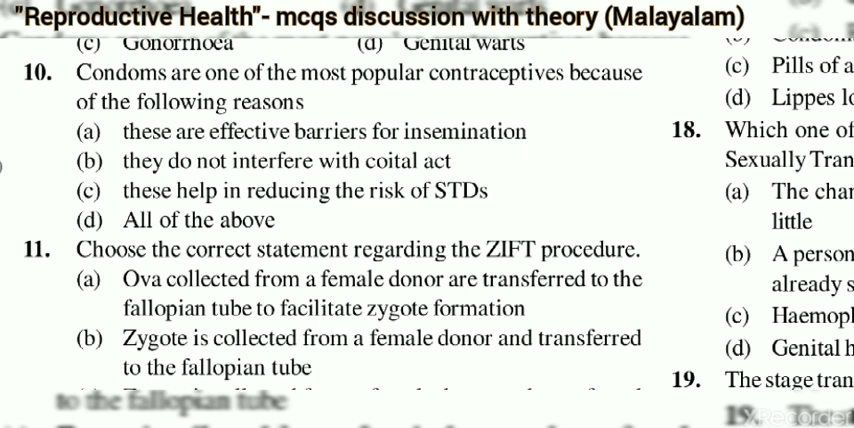 "Reproductive Health"- mcqs discussion with theory (Malayalam)
(c) Gonorrhoea (d) Genital warts
10. Condoms are one of the most popular contraceptives because
of the following reasons
(a) these are effective barriers for insemination
(b) they do not interfere with coital act
(c) these help in reducing the risk of STDs
(d) All of the above
11. Choose the correct statement regarding the ZIFT procedure.
(a) Ova collected from a female donor are transferred to the
fallopian tube to facilitate zygote formation
(b) Zygote is collected from a female donor and transferred
to the fallopian tube
to the fallopian tube
(c) Pills of a
(d) Lippes lo
18. Which one of
Sexually Tran
(a) The char
little
(b) A person
already s
(c) Haemopl
(d) Genital h
19. The stage tran
19.
XRecorder